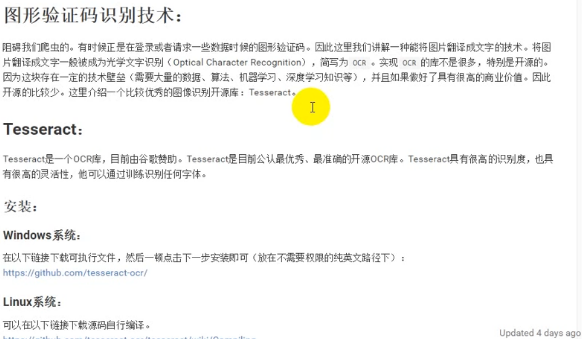 图形验证码识别技术：
阻碍我们爬虫的。有时候正是在登录或者请求一些数据时候的图形验证码。因此这里我们讲解一种能将图片翻译成文字的技术。将图
片翻译成文字一般被成为光学文字识别（Optical Character Recognition），简写为 OCR 。实现 OCR 的库不是很多，特别是开源的。
因为这块存在一定的技术壁垒（需要大量的数据、算法、机器学习、深度学习知识等），并且如果做好了具有很高的商业价值。因此
开源的比较少。这里介绍一个比较优秀的图像识别开源库：Tesseract。
Tesseract：
Tesseract是一个OCR库，目前由谷歌赞助。Tesseract是目前公认最优秀、最准确的开源OCR库。Tesseract具有很高的识别度，也具
有很高的灵活性，他可以通过训练识别任何字体。
安装：
Windows系统：
在以下链接下载可执行文件，然后一顿点击下一步安装即可（放在不需要权限的纯英文路径下）：
https://github.com/tesseract-ocr/
Linux系统：
可以在以下链接下载源码自行编译。
Updated 4 days ago